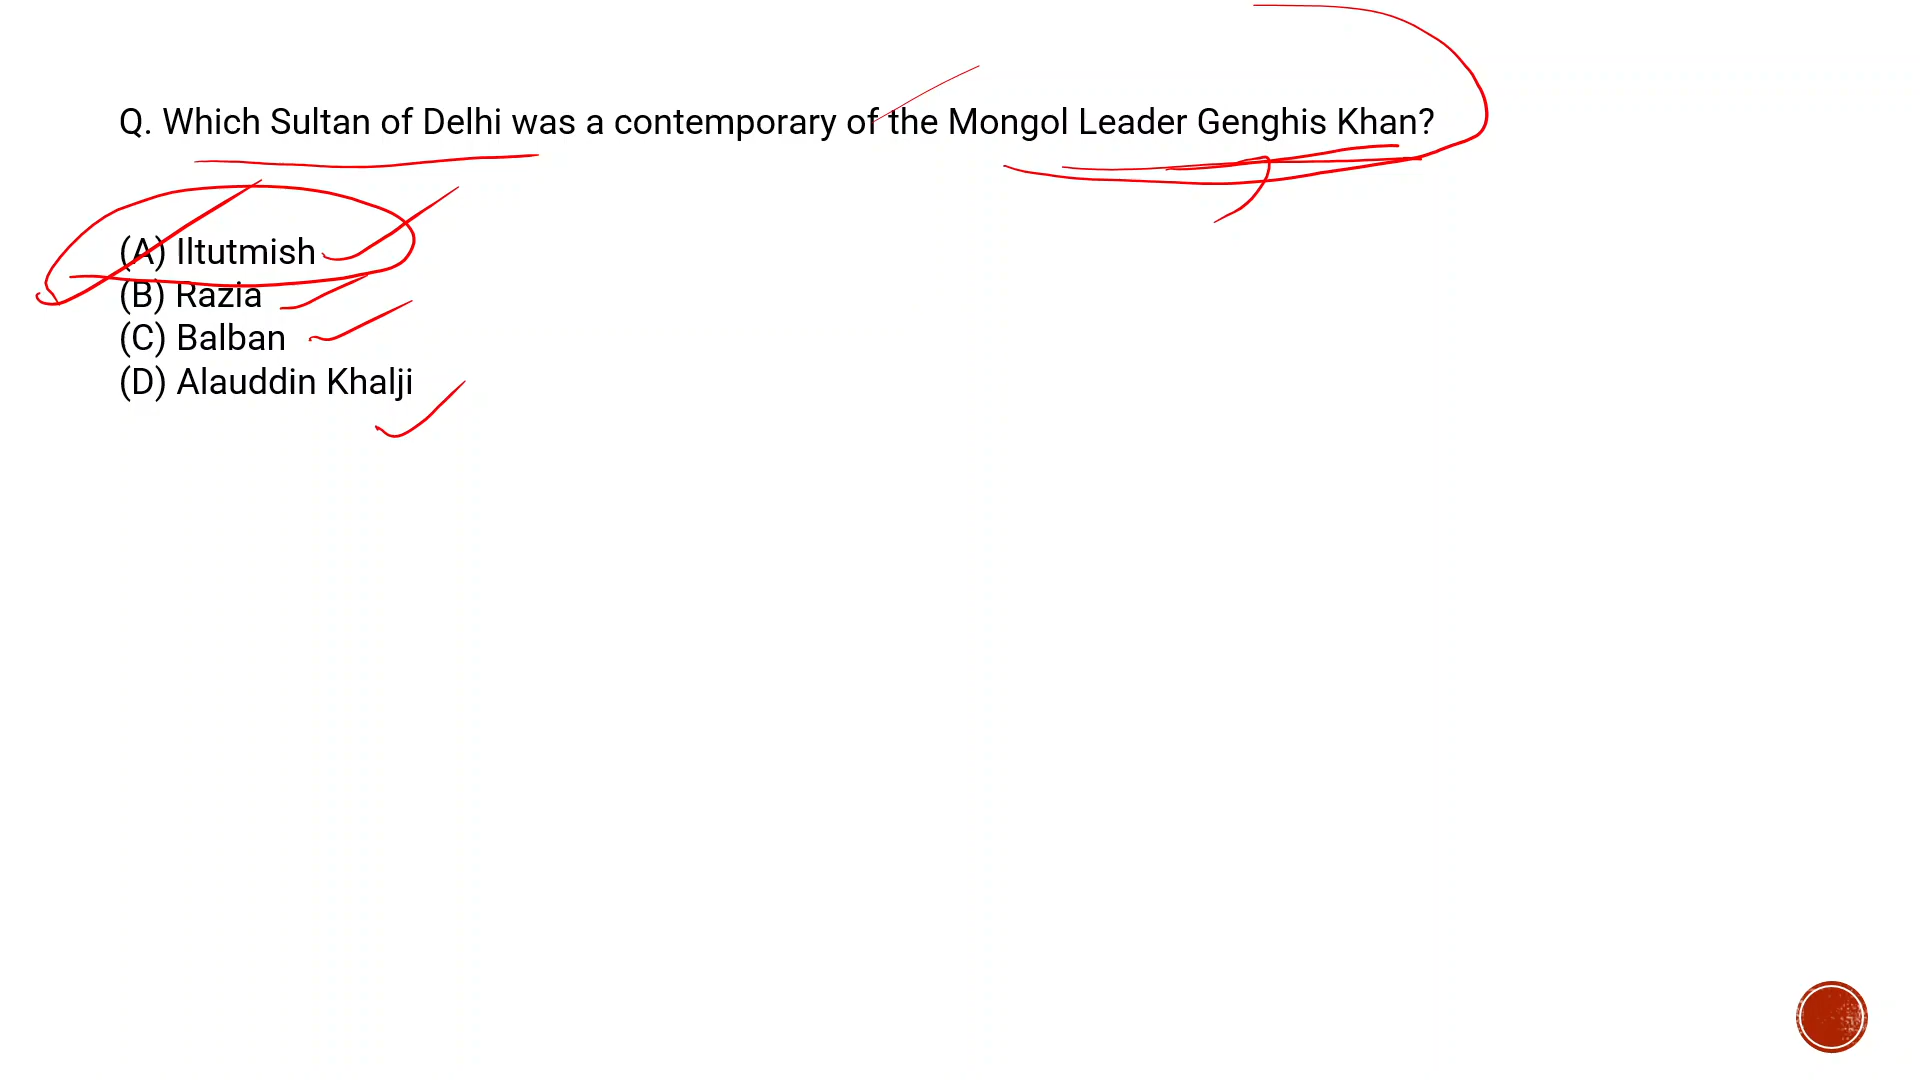 Q. Which Sultan of Delhi was a contemporary of the Mongol Leader Genghis Khan?
(A) Iltutmish
(B) Razia
(C) Balban
(D) Alauddin Khalji